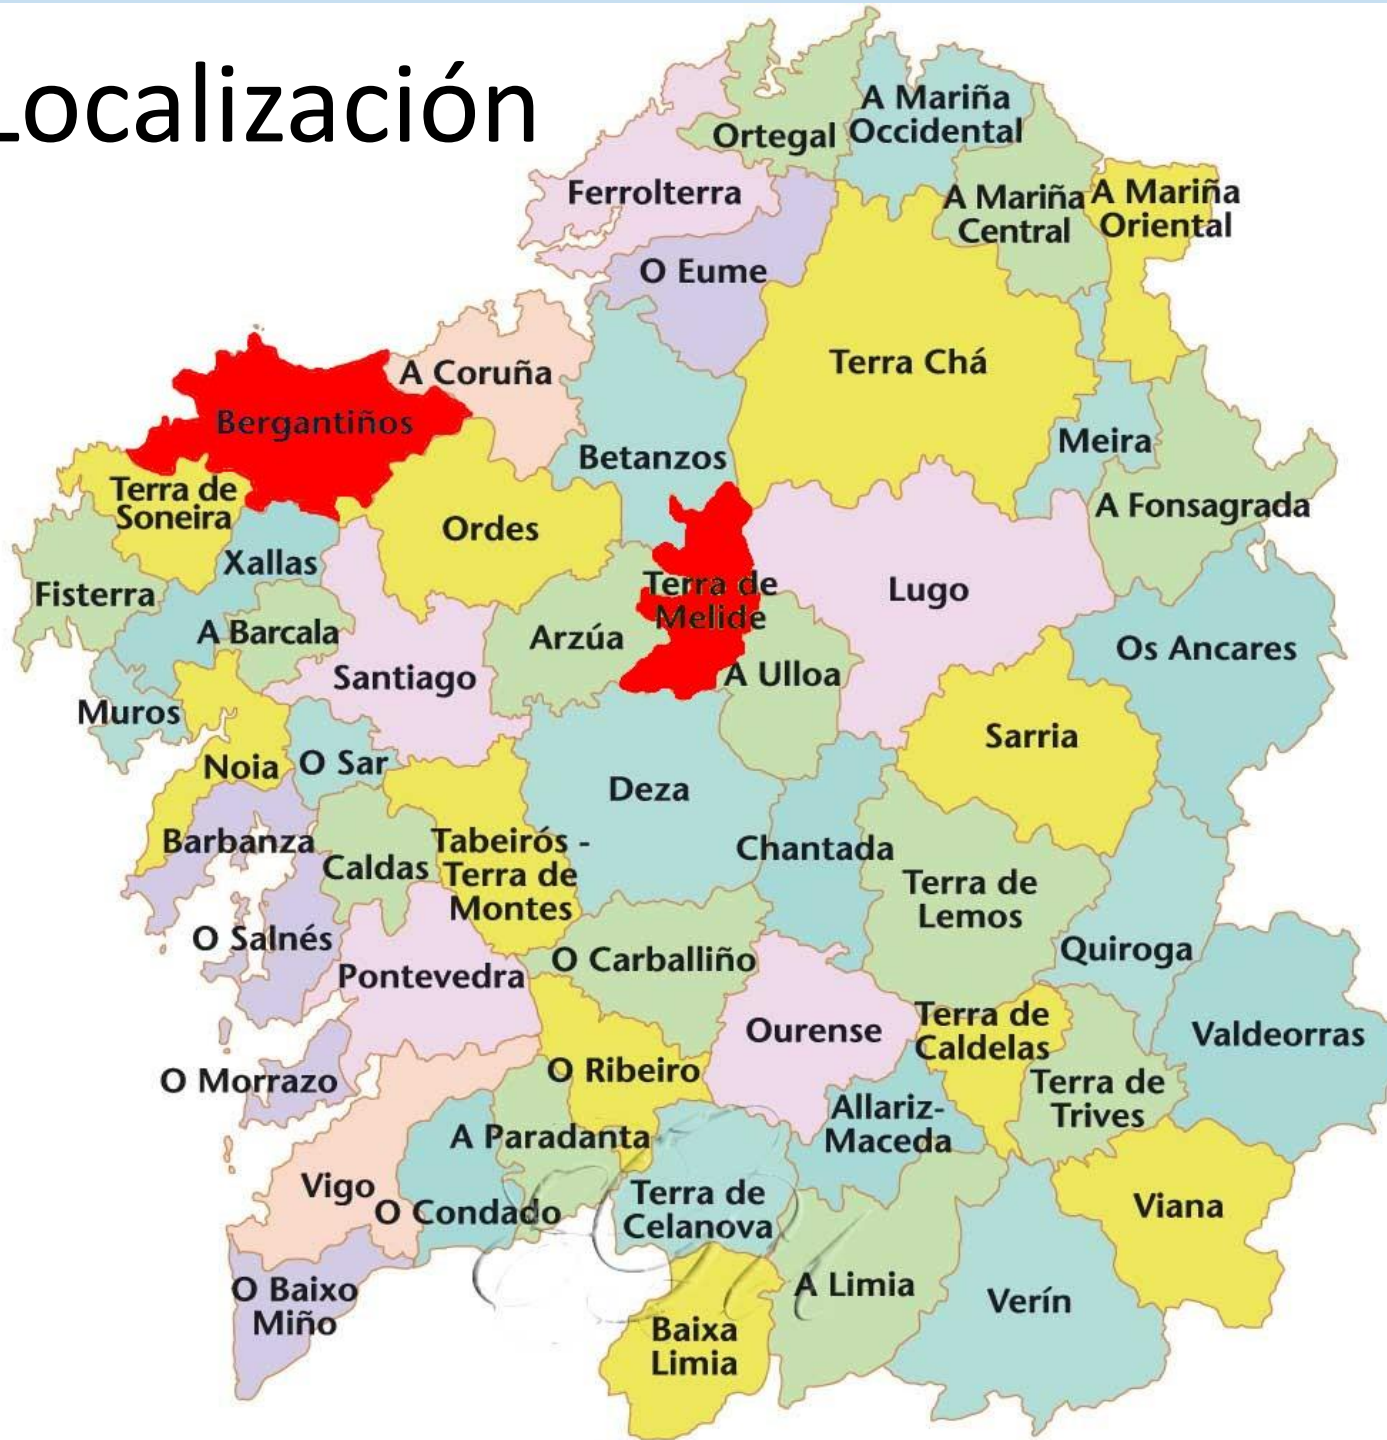 Localización
Ortegal
A Mariña
Occidental
Ferrolterra
A Mariña
Central
A Mariña
Oriental
O Eume
Terra Chá
A Coruña
Bergantiños
Betanzos
Meira
Terra de
Soneira
Ordes
A Fonsagrada
Xallas
Fisterra
Terra de
Melide
Lugo
A Barcala
Arzúa
Os Ancares
Santiago
A Ulloa
Muros
Sarria
Noia
O Sar
Deza
Barbanza
Caldas
Tabeirós -
Terra de
Montes
Chantada
Terra de
Lemos
O Salnés
Pontevedra
O Carballiño
Quiroga
Ourense
Terra de
Caldelas
Valdeorras
O Morrazo
O Ribeiro
Terra de
Trives
Allariz-
Maceda
A Paradanta
Vigo
O Condado
Terra de
Celanova
Viana
O Baixo
Miño
A Limia
Verín
Baixa
Limia